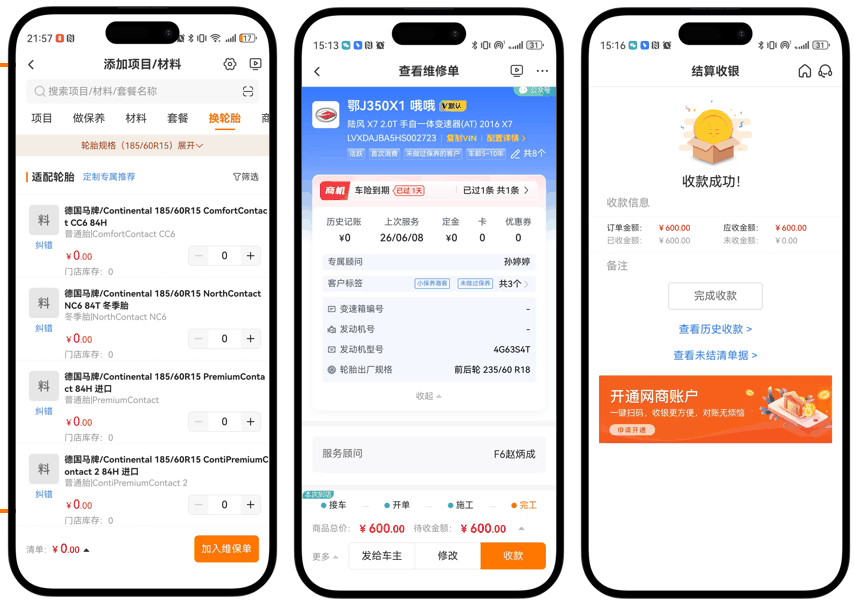 21:57
17
添加项目/材料
搜索项目/材料/套餐名称
项目 做保养 材料 套餐 换轮胎 商
轮胎规格（185/60R15）展开
适配轮胎 定制专属推荐 筛选
料
纠错
德国马牌/Continental 185/60R15 ComfortContac
t CC6 84H
普通胎|ComfortContact CC6
￥0.00
0
门店库存：0
料
纠错
德国马牌/Continental 185/60R15 NorthContact
NC6 84T 冬季胎
冬季胎|NorthContact NC6
￥0.00
0
门店库存：0
料
纠错
德国马牌/Continental 185/60R15 PremiumConta
ct 84H 进口
普通胎|PremiumContact
￥0.00
0
门店库存：0
料
纠错
德国马牌/Continental 185/60R15 ContiPremiumC
ontact 2 84H 进口
普通胎|ContiPremiumContact 2
￥0.00
0
门店库存：0
清单：￥0.00
加入维保单
15:13
31
查看维修单
公众号
鄂J350X1 哦哦 默认
陆风 X7 2.0T 手自一体变速器(AT) 2016 X7
LVXDAJBA5HS002723 复制VIN 配置详情
活跃 首次消费 未做过保养的客户 车龄5-10年 共8个
商机 车险到期 已过 1天 已过1条 共1条
历史记账 上次服务 定金 卡 优惠券
¥0 26/06/08 ¥0 0 0
专属顾问 孙婷婷
客户标签 小保养潜客 未做过保养 共3个
变速箱编号 -
发动机号 -
发动机型号 4G63S4T
轮胎出厂规格 前后轮 235/60 R18
收起
服务顾问 F6赵炳成
本次到店
接车 开单 施工 完工
商品总价：￥600.00 待收金额：￥600.00
更多 发给车主 修改 收款
15:16
31
结算收银
收款成功！
收款信息
订单金额：￥600.00 应收金额：￥600.00
已收金额：￥600.00 未收金额：￥0.00
备注
完成收款
查看历史收款 >
查看未结清单据 >
开通网商账户
一键扫码，收银更方便，对账无烦恼
申请开通